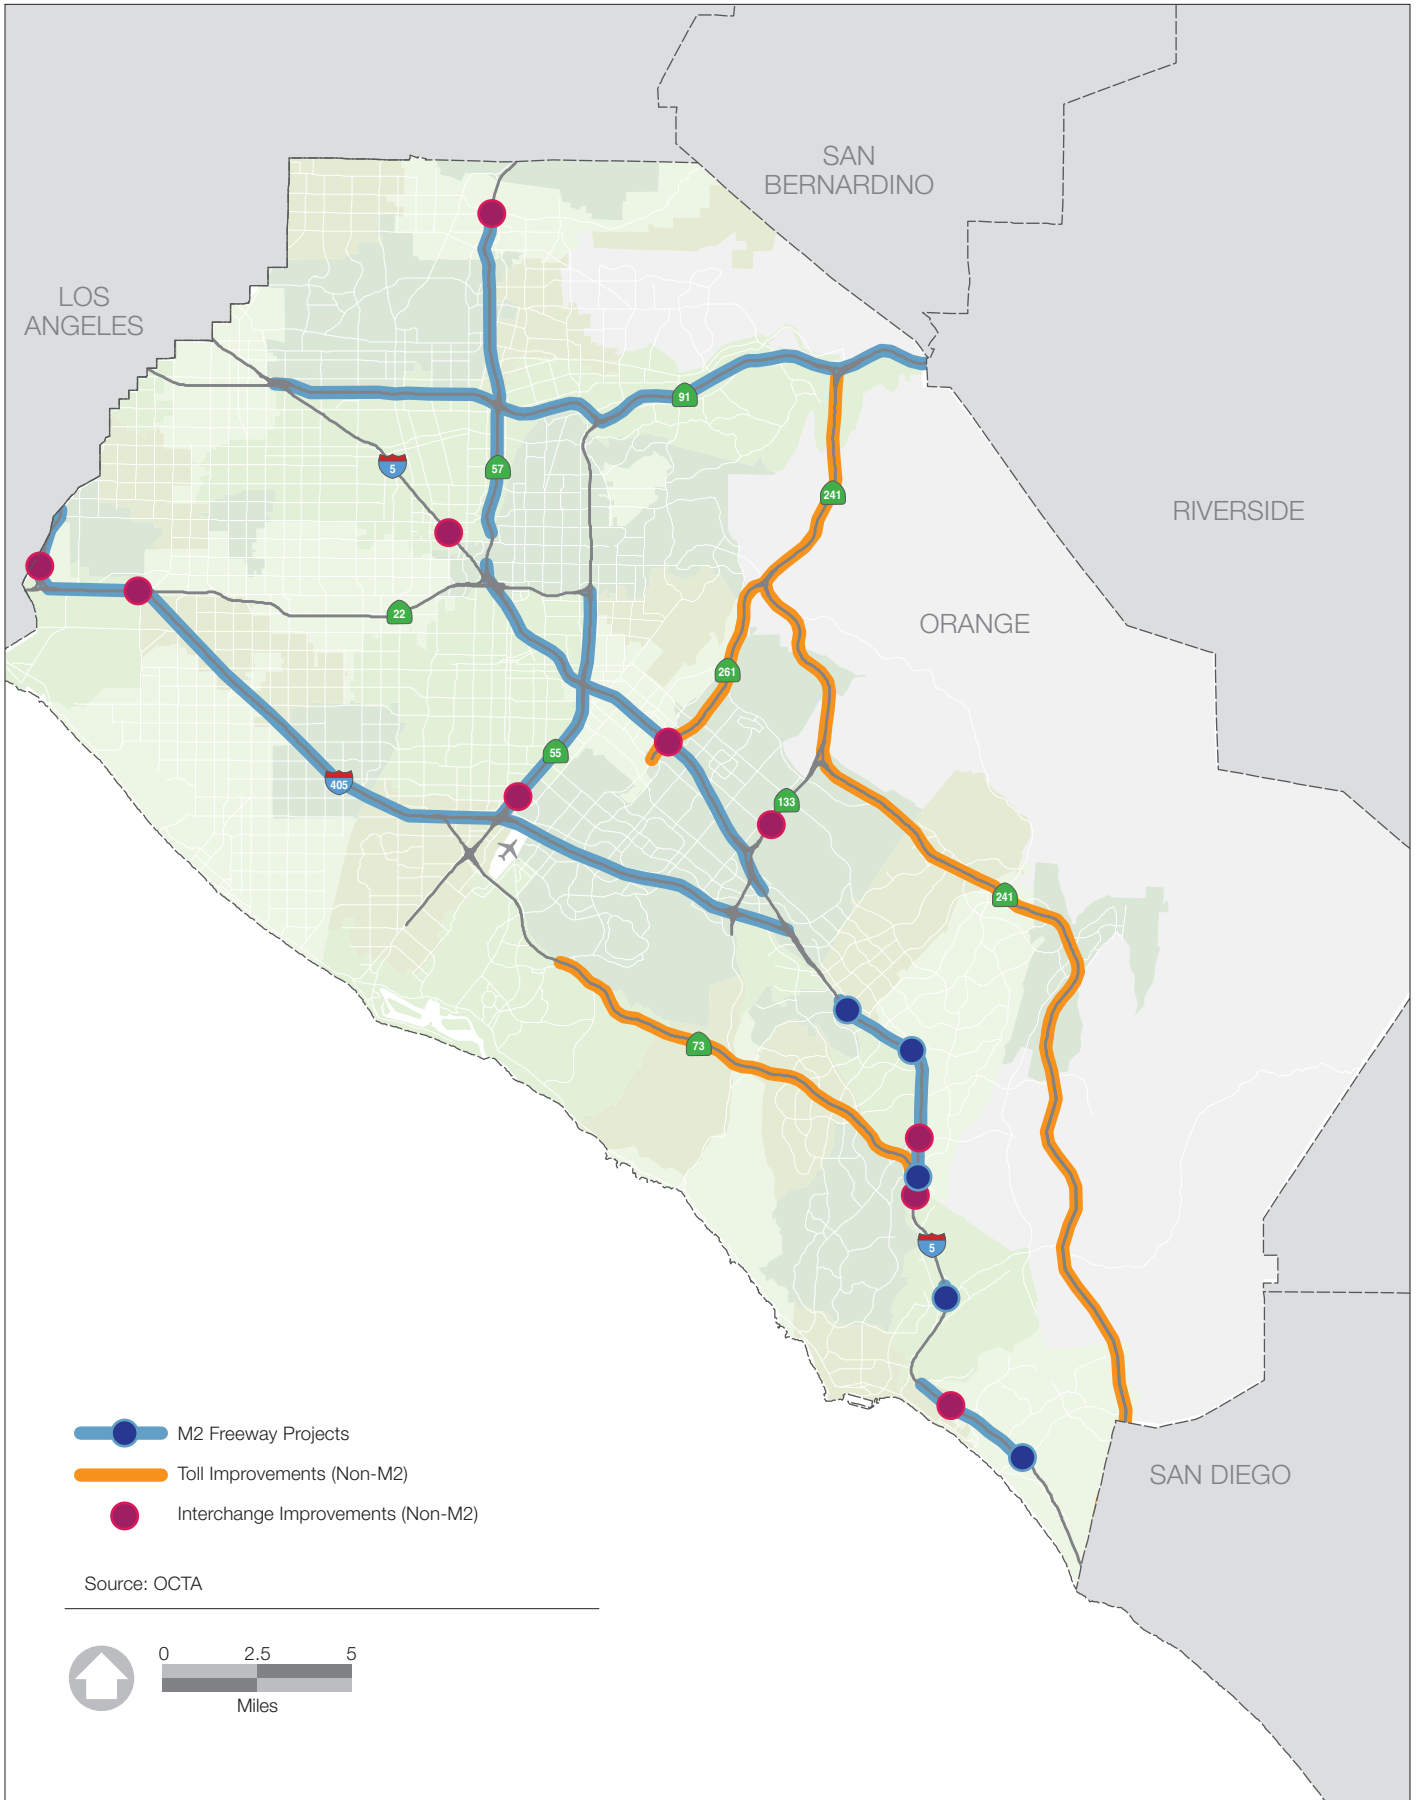 SAN
BERNARDINO
LOS
ANGELES
91
5
57
241
RIVERSIDE
22
ORANGE
261
55
405
133
241
73
5
M2 Freeway Projects
Toll Improvements (Non-M2)
SAN DIEGO
Interchange Improvements (Non-M2)
Source: OCTA
0 2.5 5
Miles